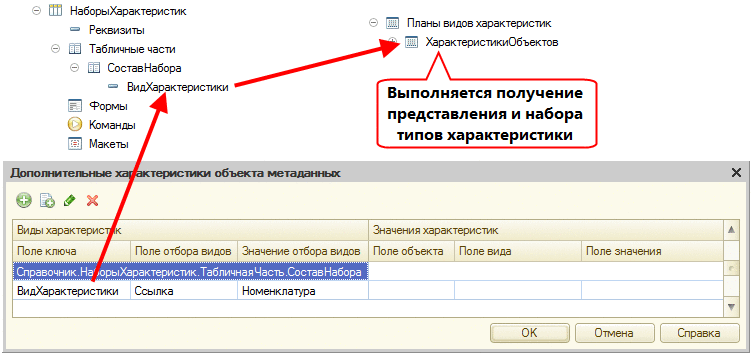 НаборыХарактеристик
Реквизиты
Табличные части
СоставНабора
ВидХарактеристики
Формы
Команды
Макеты
Планы видов характеристик
ХарактеристикиОбъектов
Выполняется получение
представления и набора
типов характеристики
Дополнительные характеристики объекта метаданных
Виды характеристик Значения характеристик
Поле ключа Поле отбора видов Значение отбора видов Поле объекта Поле вида Поле значения
Справочник.НаборыХарактеристик.ТабличнаяЧасть.СоставНабора
ВидХарактеристики Ссылка Номенклатура
OK Отмена Справка